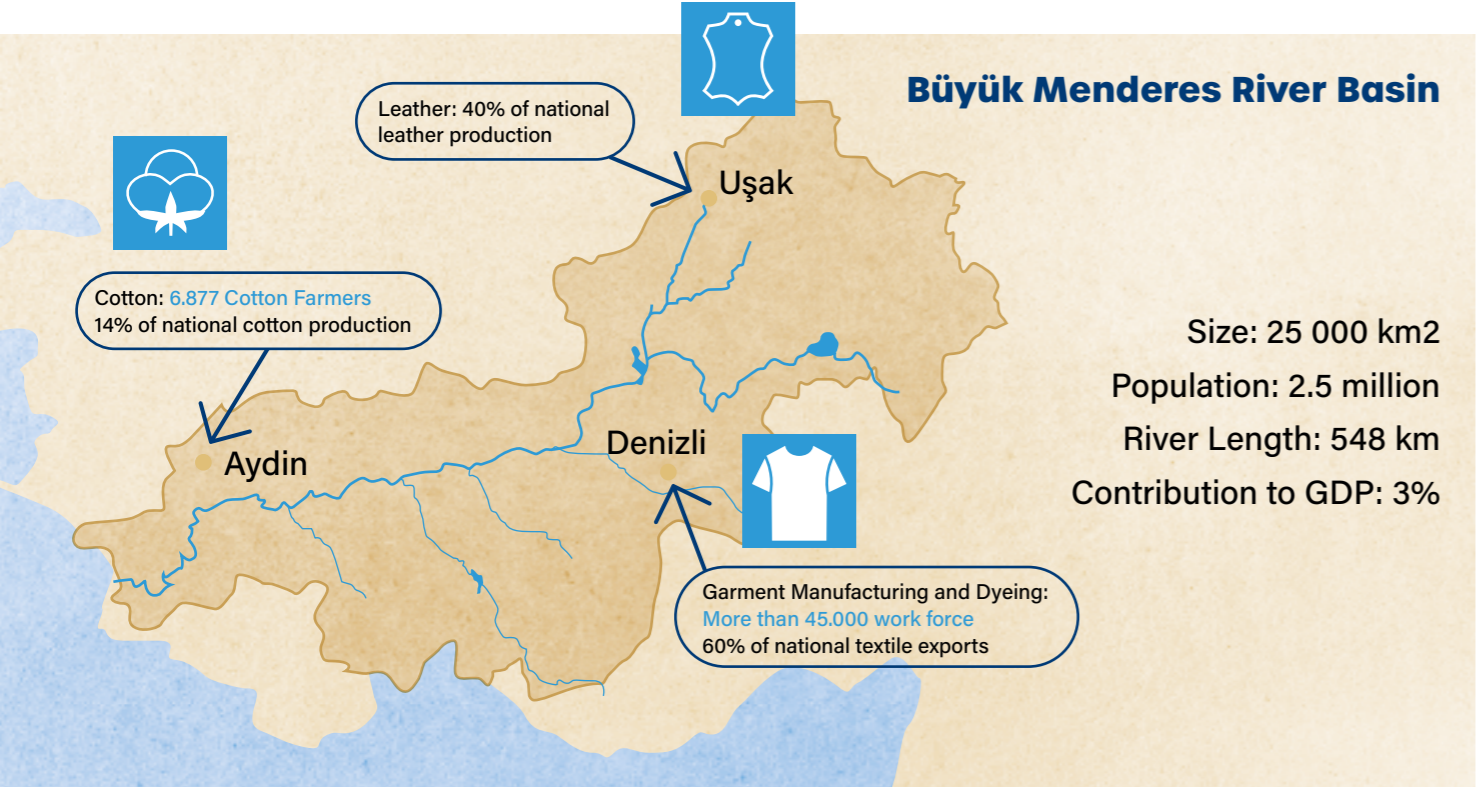 Büyük Menderes River Basin
Leather: 40% of national
leather production
Uşak
Cotton: 6.877 Cotton Farmers
14% of national cotton production
Size: 25 000 km2
Population: 2.5 million
River Length: 548 km
Contribution to GDP: 3%
Aydin
Denizli
Garment Manufacturing and Dyeing:
More than 45.000 work force
60% of national textile exports